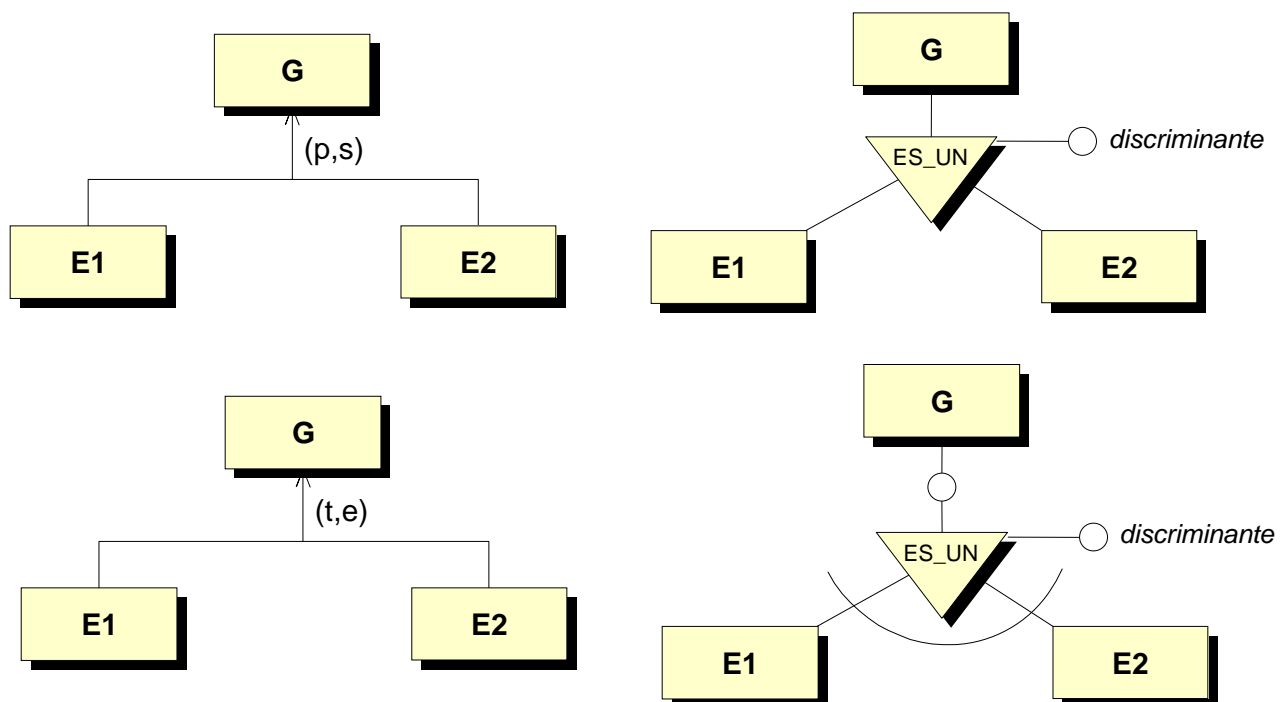 G
(p,s)
E1
E2
G
ES_UN
discriminante
E1
E2
G
(t,e)
E1
E2
G
ES_UN
discriminante
E1
E2